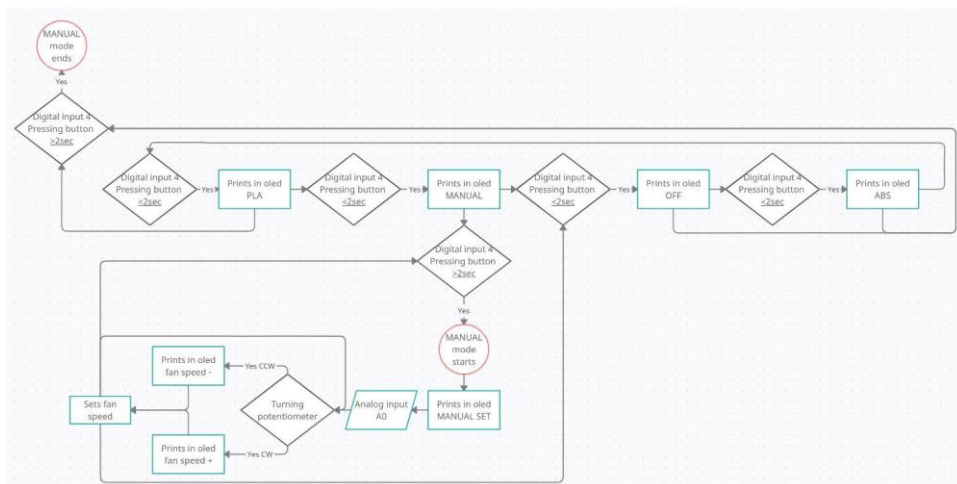 MANUAL
mode
ends
Yes
Digital input 4
Pressing button
>2sec
Digital input 4
Pressing button
<2sec
Yes
Prints in oled
PLA
Digital input 4
Pressing button
<2sec
Yes
Prints in oled
MANUAL
Digital input 4
Pressing button
<2sec
Yes
Prints in oled
OFF
Digital input 4
Pressing button
<2sec
Yes
Prints in oled
ABS
Digital input 4
Pressing button
>2sec
Yes
MANUAL
mode
starts
Prints in oled
MANUAL SET
Analog input
A0
Turning
potentiometer
Yes CCW
Prints in oled
fan speed -
Sets fan
speed
Yes CW
Prints in oled
fan speed +